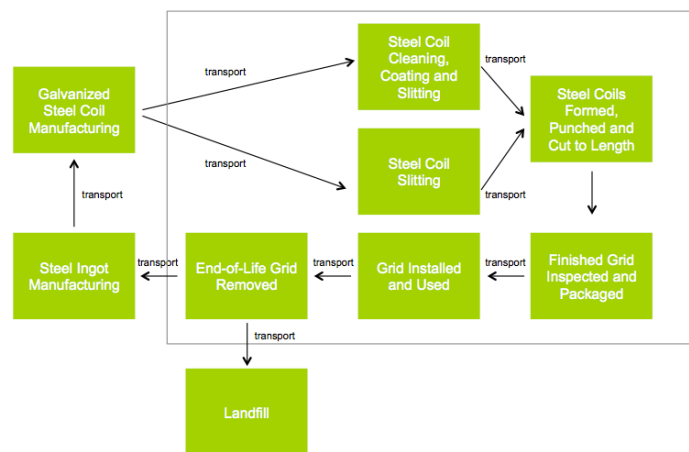 Steel Coil
Cleaning,
Coating and
Slitting
transport
transport
Galvanized
Steel Coil
Manufacturing
Steel Coils
Formed,
Punched and
Cut to Length
transport
Steel Coil
Slitting
transport
transport
Steel Ingot
Manufacturing
transport
End-of-Life Grid
Removed
transport
Grid Installed
and Used
transport
Finished Grid
Inspected and
Packaged
transport
Landfill